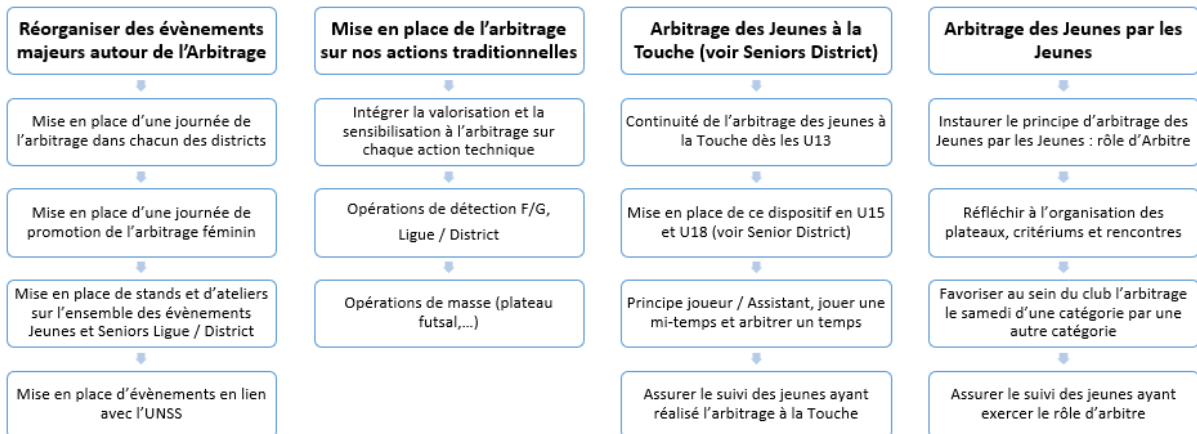 Réorganiser des évènements
majeurs autour de l'Arbitrage
Mise en place d'une journée de
l'arbitrage dans chacun des districts
Mise en place d'une journée de
promotion de l'arbitrage féminin
Mise en place de stands et d'ateliers
sur l'ensemble des évènements
Jeunes et Seniors Ligue / District
Mise en place d'évènements en lien
avec l'UNSS
Mise en place de l'arbitrage
sur nos actions traditionnelles
Intégrer la valorisation et la
sensibilisation à l'arbitrage sur
chaque action technique
Opérations de détection F/G,
Ligue / District
Opérations de masse (plateau
futsal,...)
Arbitrage des Jeunes à la
Touche (voir Seniors District)
Continuité de l'arbitrage des jeunes à
la Touche dès les U13
Mise en place de ce dispositif en U15
et U18 (voir Senior District)
Principe joueur / Assistant, jouer une
mi-temps et arbitrer un temps
Assurer le suivi des jeunes ayant
réalisé l'arbitrage à la Touche
Arbitrage des Jeunes par les
Jeunes
Instaurer le principe d'arbitrage des
Jeunes par les Jeunes : rôle d'Arbitre
Réfléchir à l'organisation des
plateaux, critériums et rencontres
Favoriser au sein du club l'arbitrage
le samedi d'une catégorie par une
autre catégorie
Assurer le suivi des jeunes ayant
exercer le rôle d'arbitre